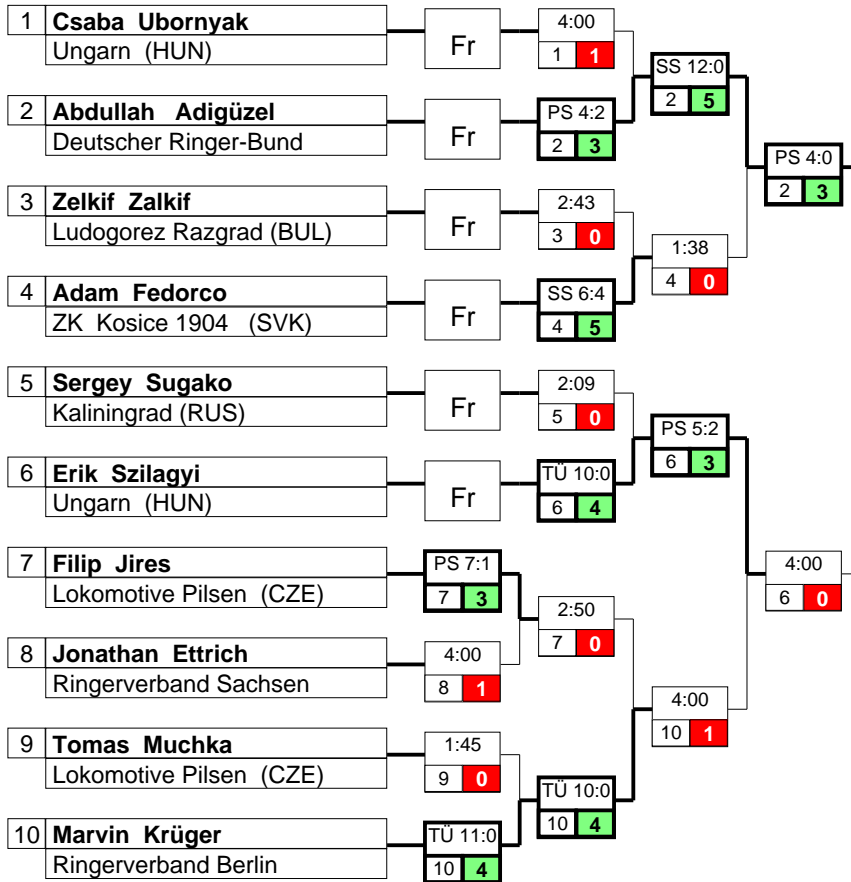 1 Csaba Ubornyak
Ungarn (HUN)
Fr
4:00
1 1
SS 12:0
2 5
2 Abdullah Adigüzel
Deutscher Ringer-Bund
Fr
PS 4:2
2 3
PS 4:0
2 3
3 Zelkif Zalkif
Ludogorez Razgrad (BUL)
Fr
2:43
3 0
1:38
4 0
4 Adam Fedorco
ZK Kosice 1904 (SVK)
Fr
SS 6:4
4 5
5 Sergey Sugako
Kaliningrad (RUS)
Fr
2:09
5 0
PS 5:2
6 3
6 Erik Szilagyi
Ungarn (HUN)
Fr
TÜ 10:0
6 4
7 Filip Jires
Lokomotive Pilsen (CZE)
PS 7:1
7 3
4:00
6 0
2:50
7 0
8 Jonathan Ettrich
Ringerverband Sachsen
4:00
8 1
4:00
10 1
9 Tomas Muchka
Lokomotive Pilsen (CZE)
1:45
9 0
TÜ 10:0
10 4
10 Marvin Krüger
Ringerverband Berlin
TÜ 11:0
10 4